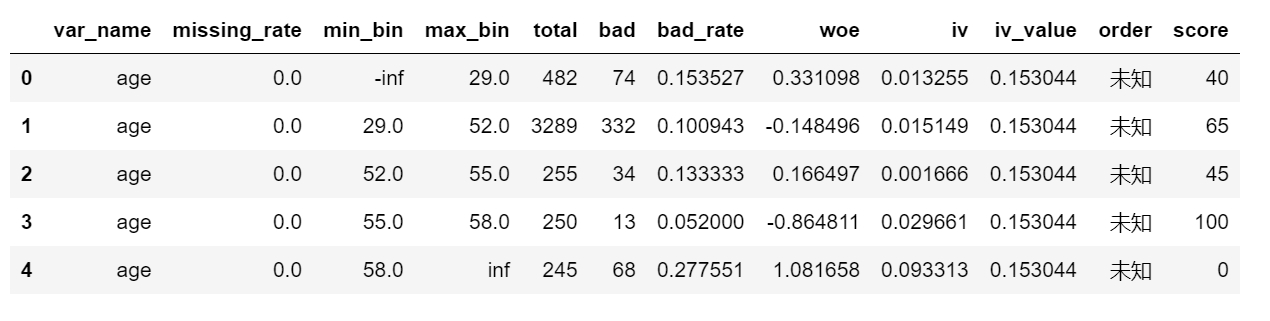 var_name missing_rate min_bin max_bin total bad bad_rate woe iv iv_value order score
0 age 0.0 -inf 29.0 482 74 0.153527 0.331098 0.013255 0.153044 未知 40
1 age 0.0 29.0 52.0 3289 332 0.100943 -0.148496 0.015149 0.153044 未知 65
2 age 0.0 52.0 55.0 255 34 0.133333 0.166497 0.001666 0.153044 未知 45
3 age 0.0 55.0 58.0 250 13 0.052000 -0.864811 0.029661 0.153044 未知 100
4 age 0.0 58.0 inf 245 68 0.277551 1.081658 0.093313 0.153044 未知 0